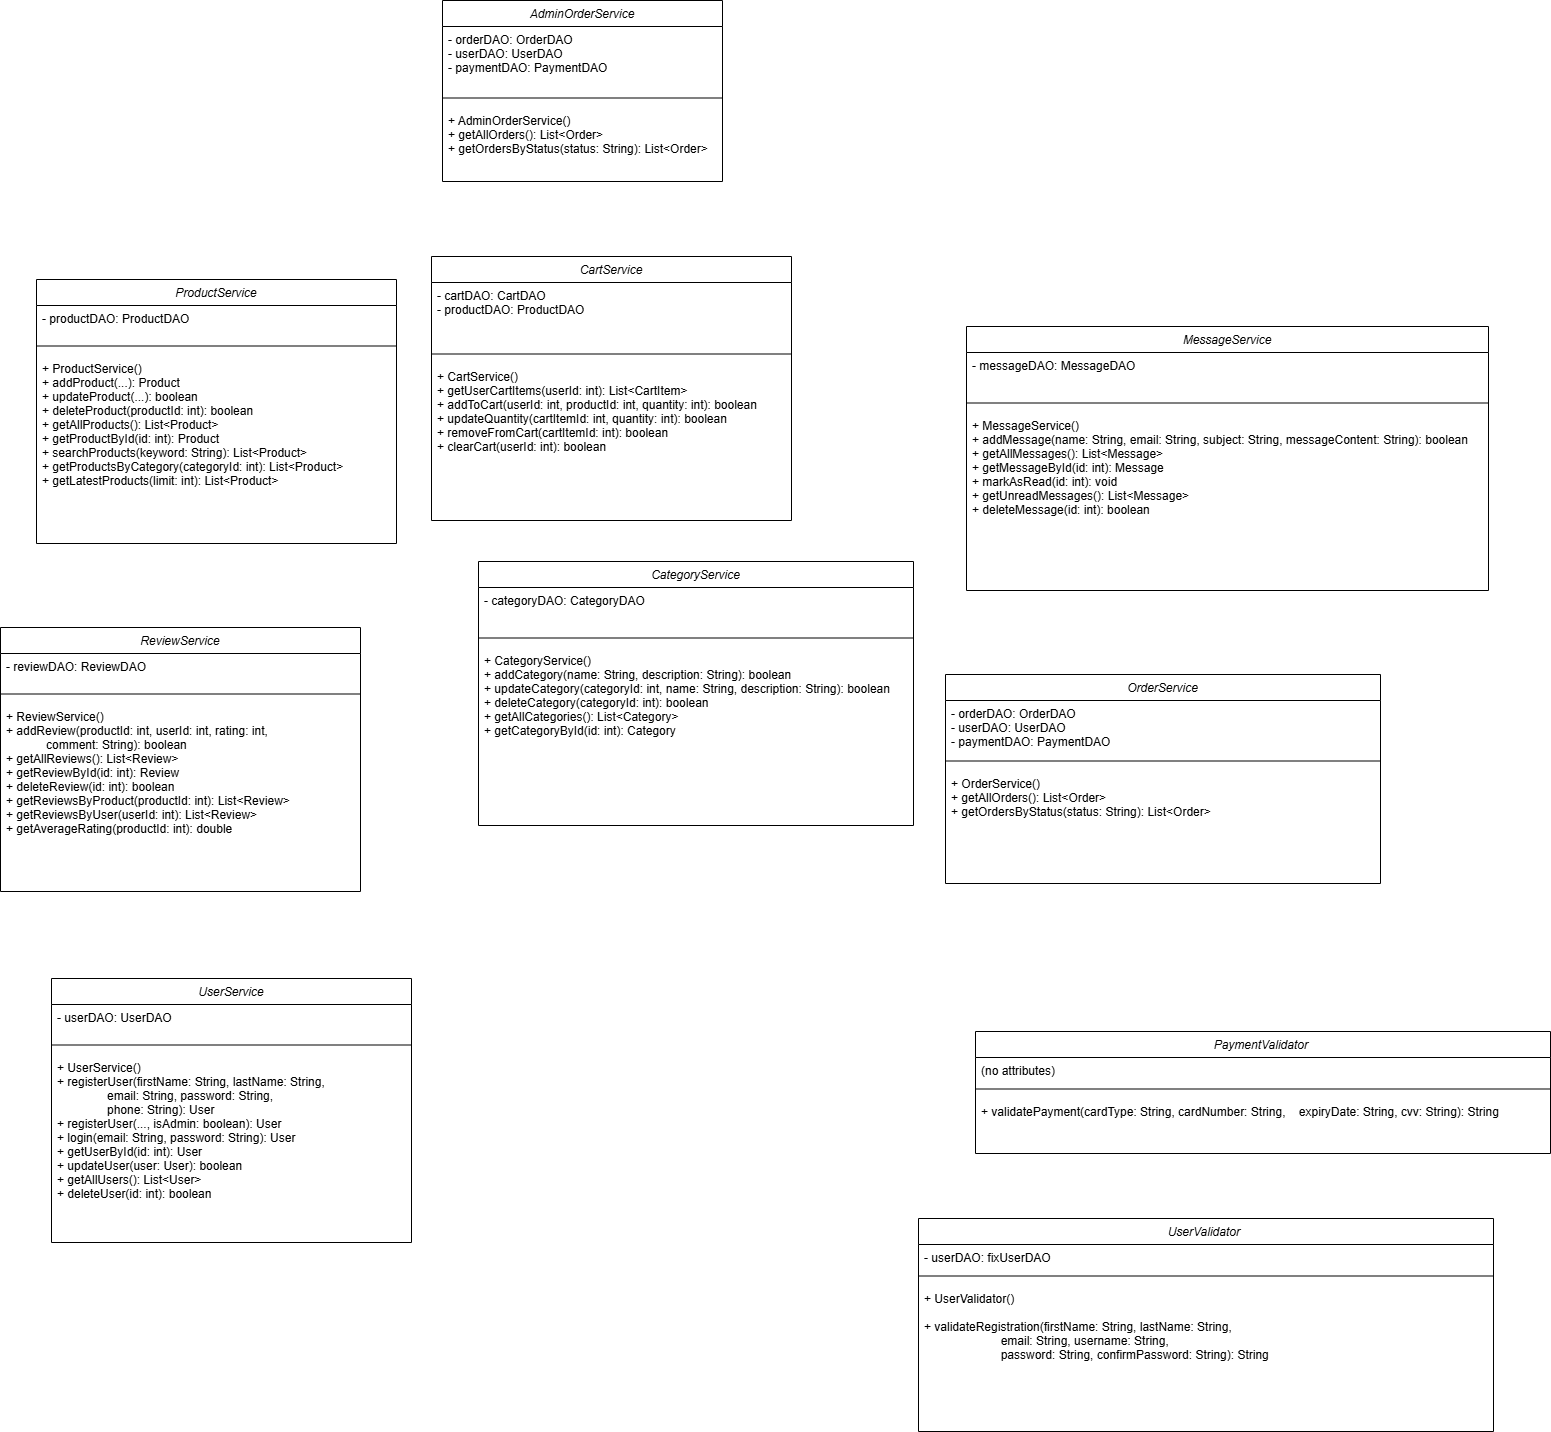 AdminOrderService
- orderDAO: OrderDAO
- userDAO: UserDAO
- paymentDAO: PaymentDAO
+ AdminOrderService()
+ getAllOrders(): List<Order>
+ getOrdersByStatus(status: String): List<Order>
ProductService
- productDAO: ProductDAO
+ ProductService()
+ addProduct(...): Product
+ updateProduct(...): boolean
+ deleteProduct(productId: int): boolean
+ getAllProducts(): List<Product>
+ getProductById(id: int): Product
+ searchProducts(keyword: String): List<Product>
+ getProductsByCategory(categoryId: int): List<Product>
+ getLatestProducts(limit: int): List<Product>
CartService
- cartDAO: CartDAO
- productDAO: ProductDAO
+ CartService()
+ getUserCartItems(userId: int): List<CartItem>
+ addToCart(userId: int, productId: int, quantity: int): boolean
+ updateQuantity(cartItemId: int, quantity: int): boolean
+ removeFromCart(cartItemId: int): boolean
+ clearCart(userId: int): boolean
MessageService
- messageDAO: MessageDAO
+ MessageService()
+ addMessage(name: String, email: String, subject: String, messageContent: String): boolean
+ getAllMessages(): List<Message>
+ getMessageById(id: int): Message
+ markAsRead(id: int): void
+ getUnreadMessages(): List<Message>
+ deleteMessage(id: int): boolean
CategoryService
- categoryDAO: CategoryDAO
+ CategoryService()
+ addCategory(name: String, description: String): boolean
+ updateCategory(categoryId: int, name: String, description: String): boolean
+ deleteCategory(categoryId: int): boolean
+ getAllCategories(): List<Category>
+ getCategoryById(id: int): Category
ReviewService
- reviewDAO: ReviewDAO
+ ReviewService()
+ addReview(productId: int, userId: int, rating: int,
comment: String): boolean
+ getAllReviews(): List<Review>
+ getReviewById(id: int): Review
+ deleteReview(id: int): boolean
+ getReviewsByProduct(productId: int): List<Review>
+ getReviewsByUser(userId: int): List<Review>
+ getAverageRating(productId: int): double
OrderService
- orderDAO: OrderDAO
- userDAO: UserDAO
- paymentDAO: PaymentDAO
+ OrderService()
+ getAllOrders(): List<Order>
+ getOrdersByStatus(status: String): List<Order>
UserService
- userDAO: UserDAO
+ UserService()
+ registerUser(firstName: String, lastName: String,
email: String, password: String,
phone: String): User
+ registerUser(..., isAdmin: boolean): User
+ login(email: String, password: String): User
+ getUserById(id: int): User
+ updateUser(user: User): boolean
+ getAllUsers(): List<User>
+ deleteUser(id: int): boolean
PaymentValidator
(no attributes)
+ validatePayment(cardType: String, cardNumber: String, expiryDate: String, cvv: String): String
UserValidator
- userDAO: fixUserDAO
+ UserValidator()
+ validateRegistration(firstName: String, lastName: String,
email: String, username: String,
password: String, confirmPassword: String): String